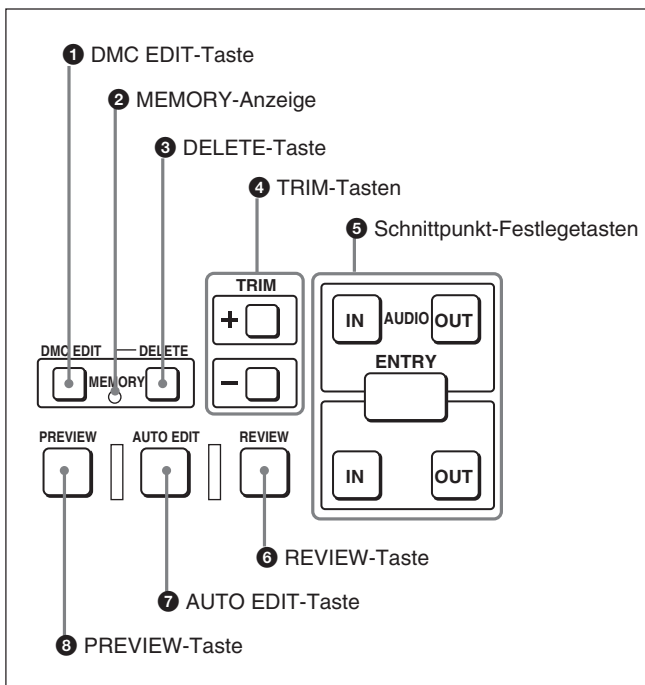 ❶ DMC EDIT-Taste
❷ MEMORY-Anzeige
❸ DELETE-Taste
❹ TRIM-Tasten
❺ Schnittpunkt-Festlegetasten
TRIM
+
−
IN AUDIO OUT
ENTRY
IN OUT
DMC EDIT DELETE
MEMORY
PREVIEW AUTO EDIT REVIEW
❻ REVIEW-Taste
❼ AUTO EDIT-Taste
❽ PREVIEW-Taste